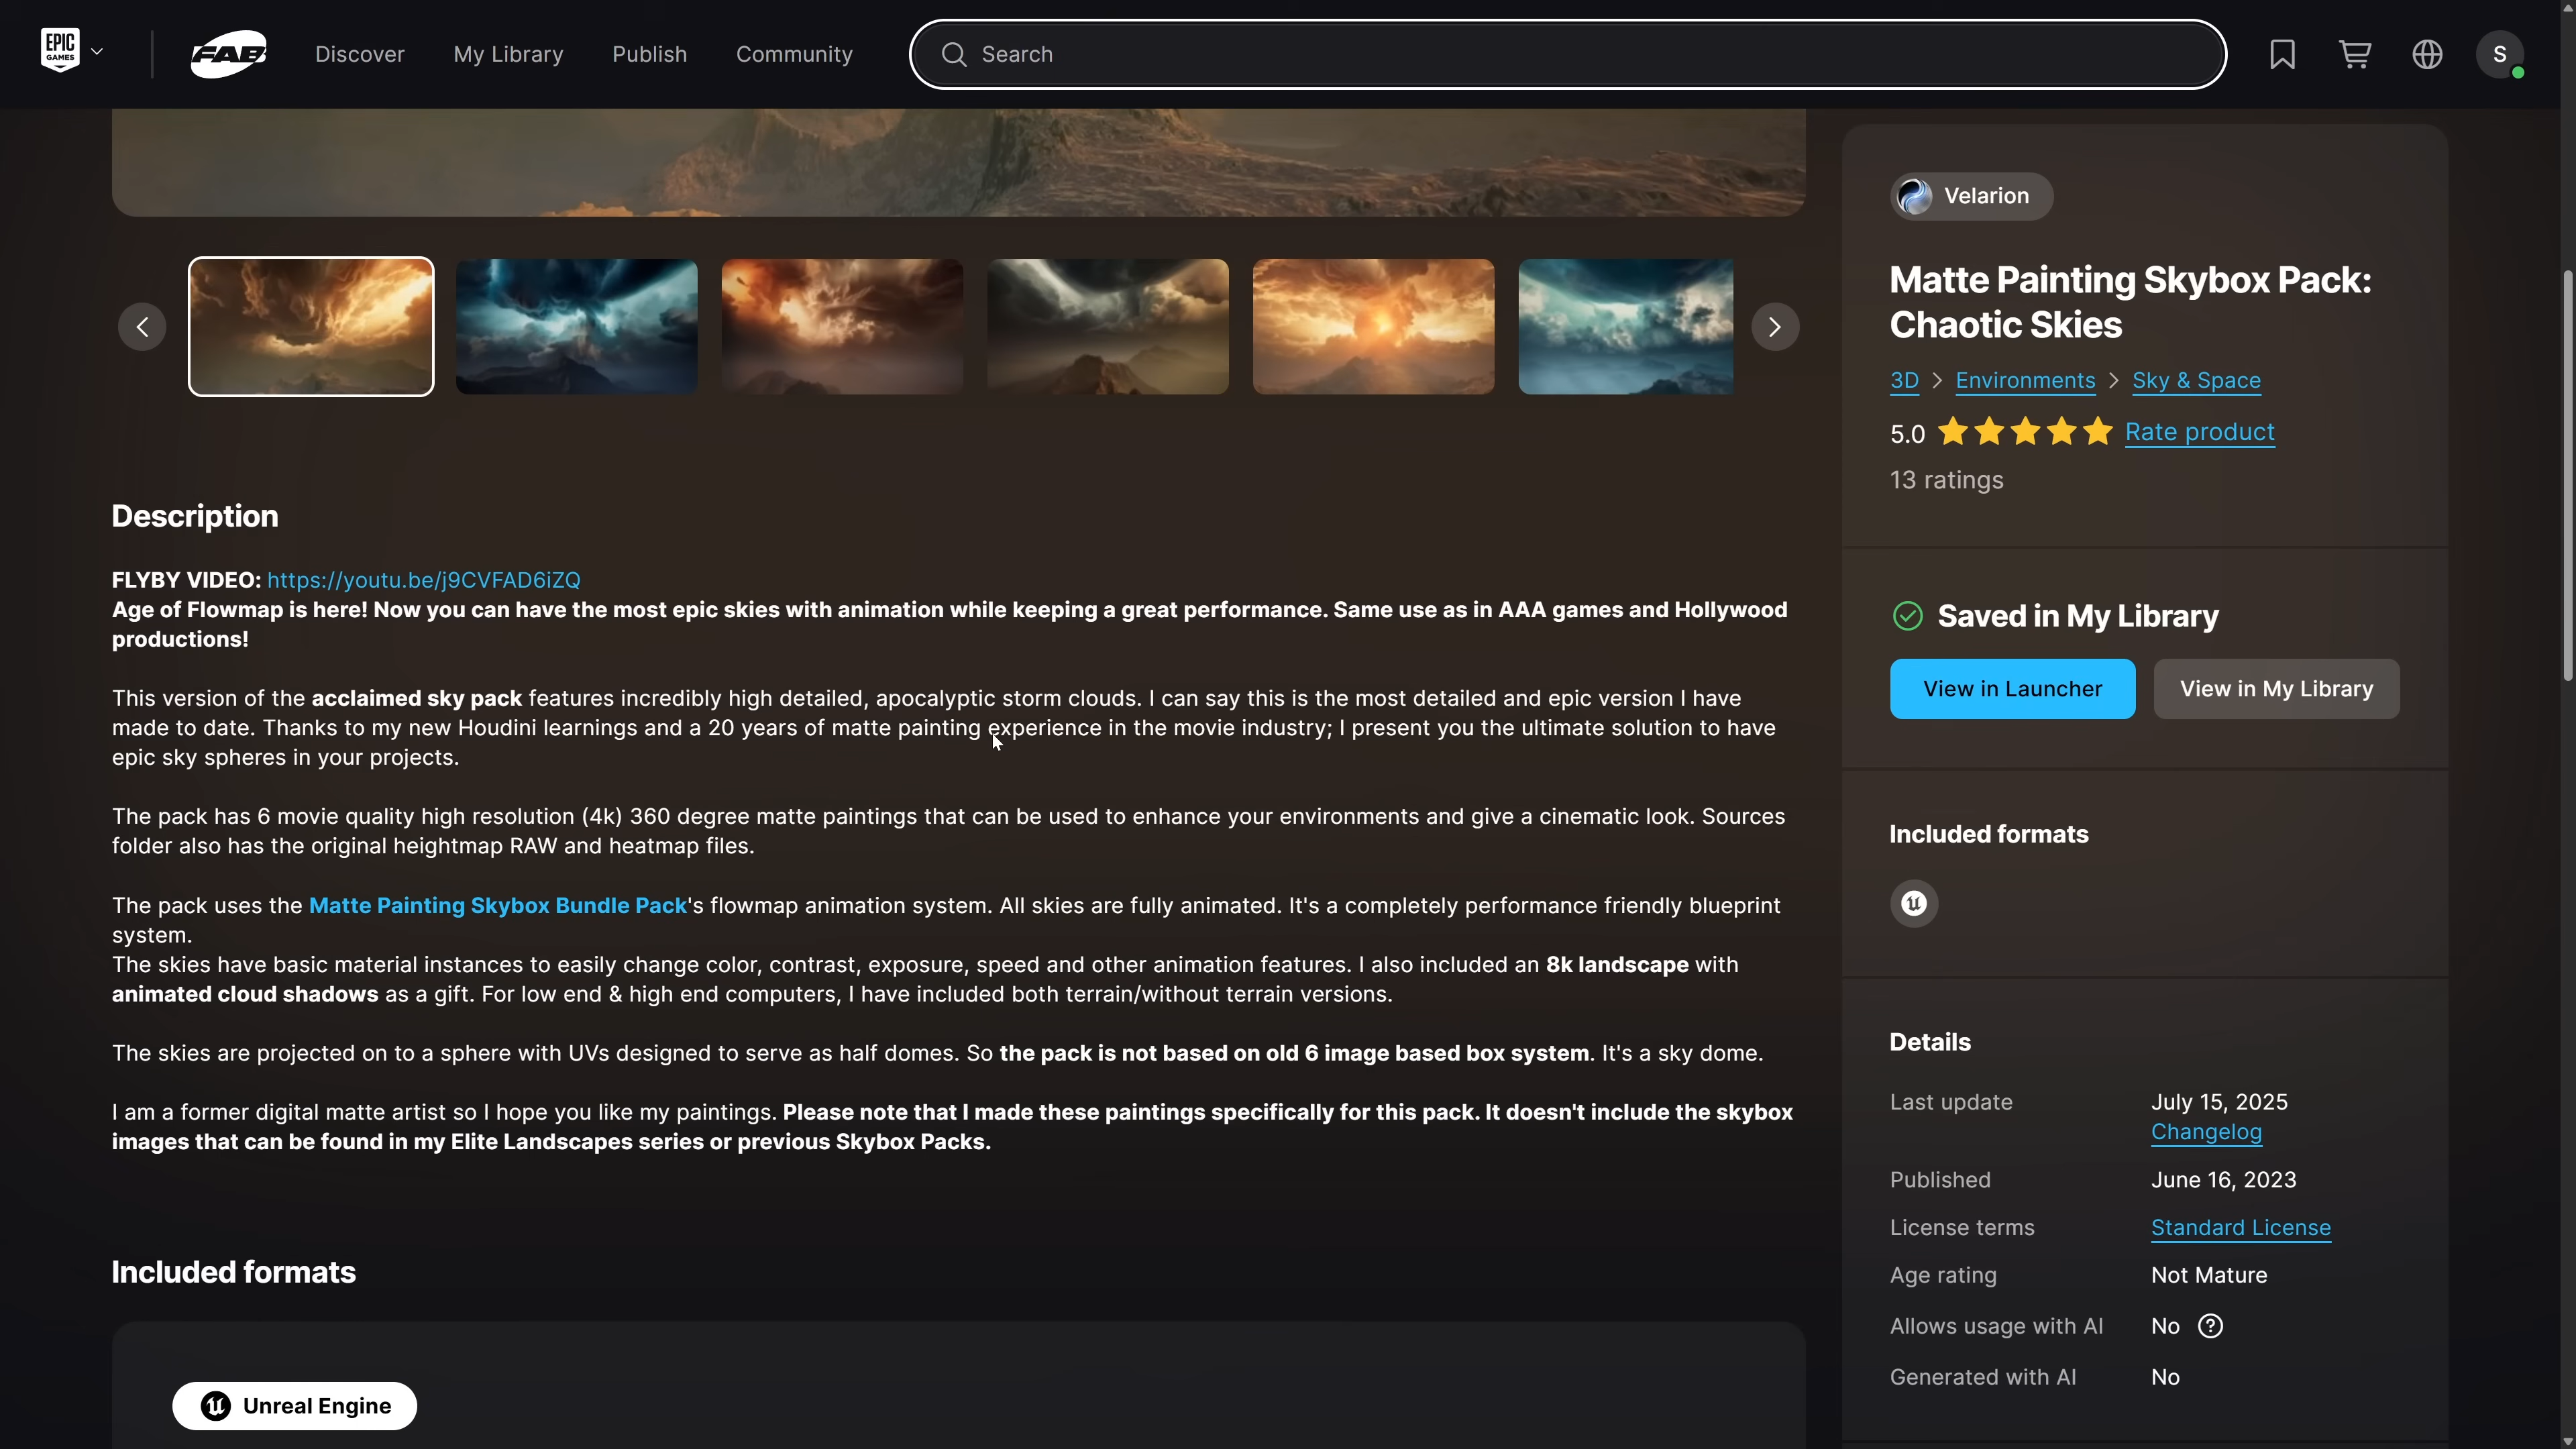 EPIC
GAMES
FAB
Discover
My Library
Publish
Community
Search
S
Velarion
Matte Painting Skybox Pack:
Chaotic Skies
3D > Environments > Sky & Space
5.0 Rate product
13 ratings
Saved in My Library
View in Launcher
View in My Library
Included formats
Details
Last update July 15, 2025
Changelog
Published June 16, 2023
License terms Standard License
Age rating Not Mature
Allows usage with AI No ?
Generated with AI No
Description
FLYBY VIDEO: https://youtu.be/j9CVFAD6iZQ
Age of Flowmap is here! Now you can have the most epic skies with animation while keeping a great performance. Same use as in AAA games and Hollywood
productions!
This version of the acclaimed sky pack features incredibly high detailed, apocalyptic storm clouds. I can say this is the most detailed and epic version I have
made to date. Thanks to my new Houdini learnings and a 20 years of matte painting experience in the movie industry; I present you the ultimate solution to have
epic sky spheres in your projects.
The pack has 6 movie quality high resolution (4k) 360 degree matte paintings that can be used to enhance your environments and give a cinematic look. Sources
folder also has the original heightmap RAW and heatmap files.
The pack uses the Matte Painting Skybox Bundle Pack's flowmap animation system. All skies are fully animated. It's a completely performance friendly blueprint
system.
The skies have basic material instances to easily change color, contrast, exposure, speed and other animation features. I also included an 8k landscape with
animated cloud shadows as a gift. For low end & high end computers, I have included both terrain/without terrain versions.
The skies are projected on to a sphere with UVs designed to serve as half domes. So the pack is not based on old 6 image based box system. It's a sky dome.
I am a former digital matte artist so I hope you like my paintings. Please note that I made these paintings specifically for this pack. It doesn't include the skybox
images that can be found in my Elite Landscapes series or previous Skybox Packs.
Included formats
Unreal Engine